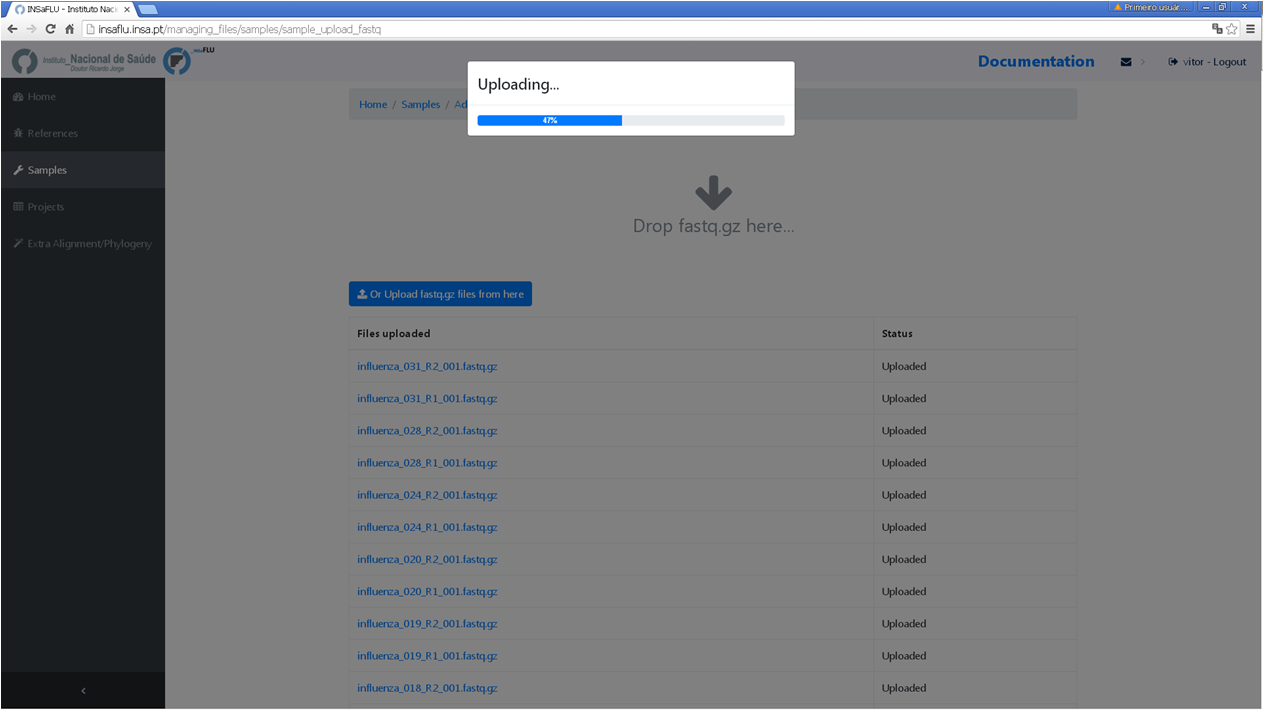 INSaFLU - Instituto Naci
Primeiro usuár...
insaflu.insa.pt/managing_files/samples/sample_upload_fastq
Instituto_Nacional de Saúde
Doutor Ricardo Jorge
FLU
Documentation
vitor - Logout
Uploading...
47%
Home / Samples / Ad
Home
References
Samples
Projects
Extra Alignment/Phylogeny
Drop fastq.gz here...
Or Upload fastq.gz files from here
Files uploaded Status
influenza_031_R2_001.fastq.gz Uploaded
influenza_031_R1_001.fastq.gz Uploaded
influenza_028_R2_001.fastq.gz Uploaded
influenza_028_R1_001.fastq.gz Uploaded
influenza_024_R2_001.fastq.gz Uploaded
influenza_024_R1_001.fastq.gz Uploaded
influenza_020_R2_001.fastq.gz Uploaded
influenza_020_R1_001.fastq.gz Uploaded
influenza_019_R2_001.fastq.gz Uploaded
influenza_019_R1_001.fastq.gz Uploaded
influenza_018_R2_001.fastq.gz Uploaded